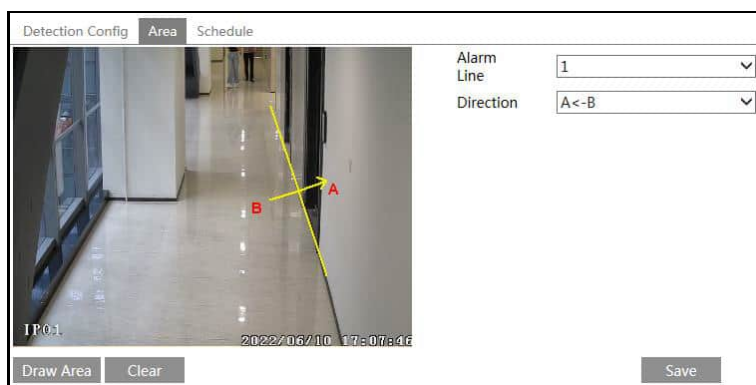 Detection Config Area Schedule
Alarm Line 1
Direction A<-B
A
B
IP01
2022/06/10 17:07:46
Draw Area Clear Save